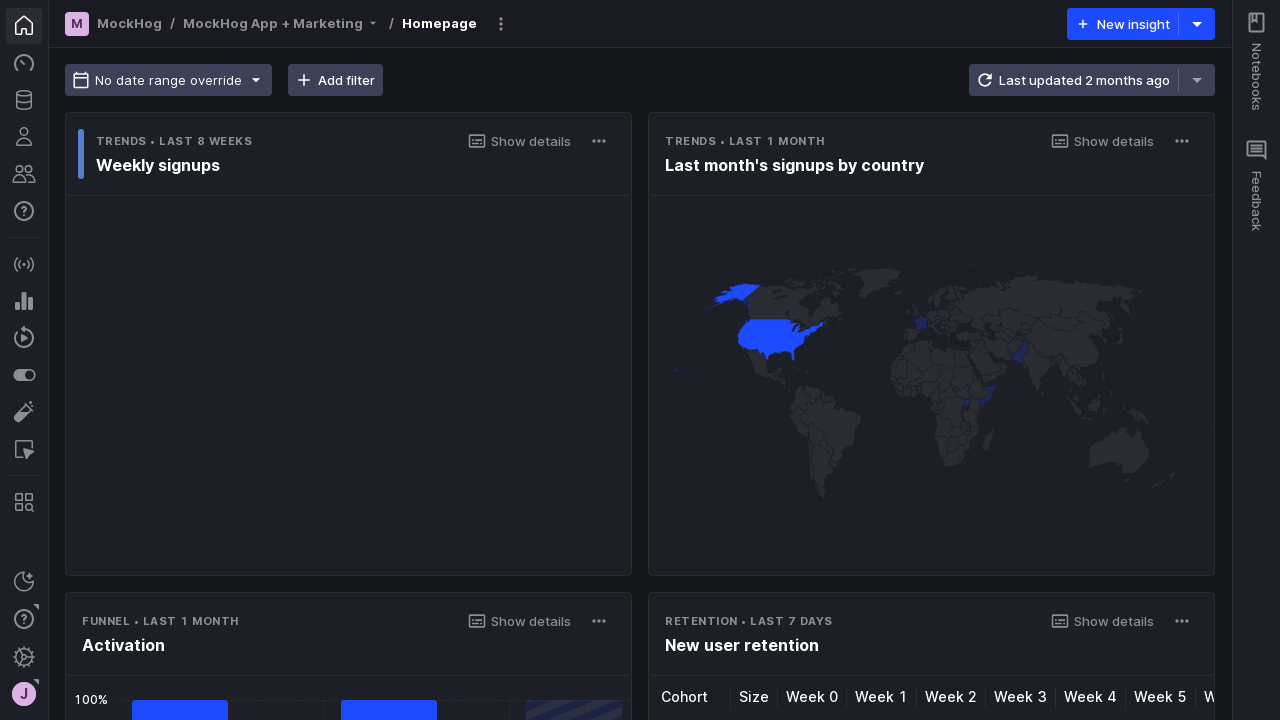 M MockHog / MockHog App + Marketing / Homepage
New insight
Notebooks
Feedback
No date range override
Add filter
Last updated 2 months ago
TRENDS • LAST 8 WEEKS
Show details
Weekly signups
TRENDS • LAST 1 MONTH
Show details
Last month's signups by country
FUNNEL • LAST 1 MONTH
Show details
Activation
100%
RETENTION • LAST 7 DAYS
Show details
New user retention
Cohort Size Week 0 Week 1 Week 2 Week 3 Week 4 Week 5 W
J